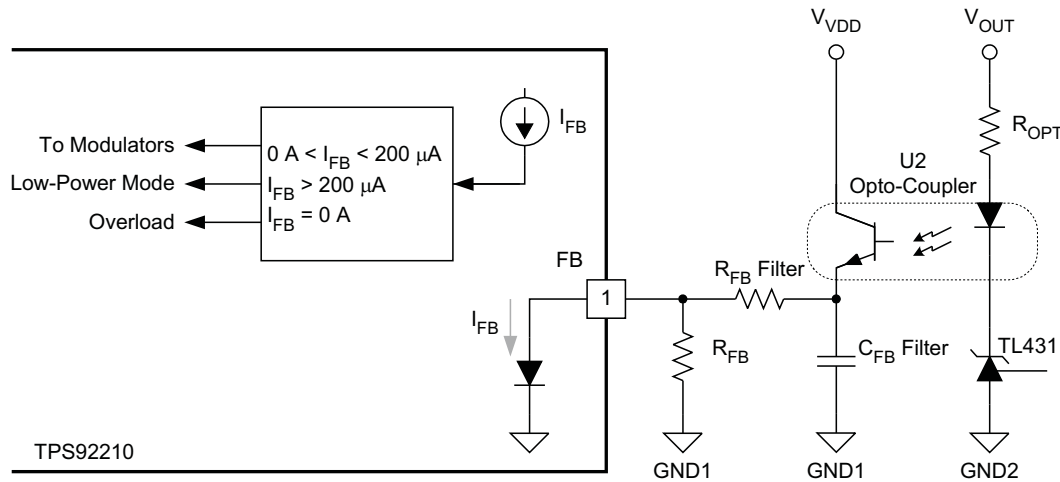 V_VDD
V_OUT
I_FB
R_OPT
To Modulators
0 A < I_FB < 200 μA
U2
Opto-Coupler
Low-Power Mode
I_FB > 200 μA
Overload
I_FB = 0 A
FB
1
R_FB Filter
I_FB
R_FB
C_FB Filter
TL431
TPS92210
GND1
GND1
GND2